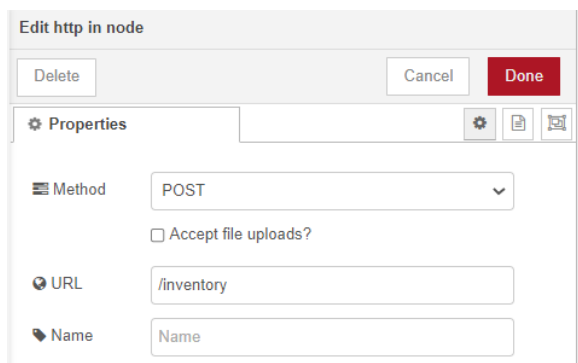 Edit http in node
Delete Cancel Done
Properties
Method POST
Accept file uploads?
URL /inventory
Name Name